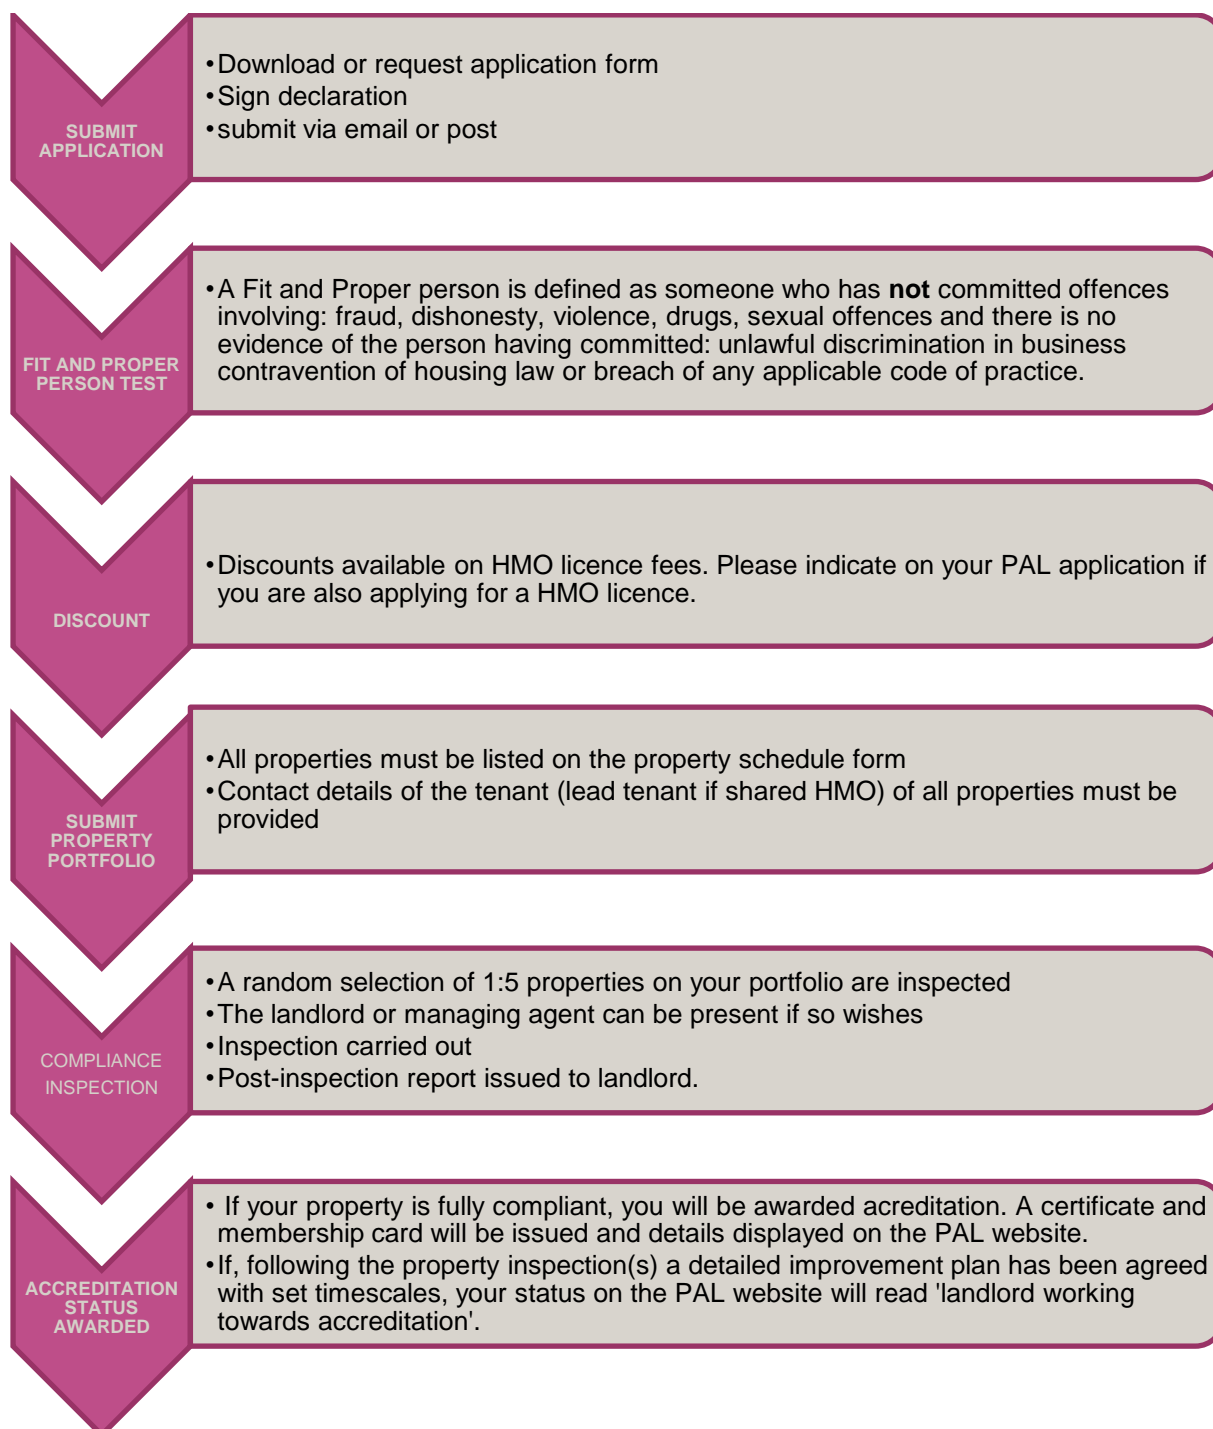 SUBMIT
APPLICATION
•Download or request application form
•Sign declaration
•submit via email or post
FIT AND PROPER
PERSON TEST
•A Fit and Proper person is defined as someone who has not committed offences
involving: fraud, dishonesty, violence, drugs, sexual offences and there is no
evidence of the person having committed: unlawful discrimination in business
contravention of housing law or breach of any applicable code of practice.
DISCOUNT
•Discounts available on HMO licence fees. Please indicate on your PAL application if
you are also applying for a HMO licence.
SUBMIT
PROPERTY
PORTFOLIO
•All properties must be listed on the property schedule form
•Contact details of the tenant (lead tenant if shared HMO) of all properties must be
provided
COMPLIANCE
INSPECTION
•A random selection of 1:5 properties on your portfolio are inspected
•The landlord or managing agent can be present if so wishes
•Inspection carried out
•Post-inspection report issued to landlord.
ACCREDITATION
STATUS
AWARDED
• If your property is fully compliant, you will be awarded acreditation. A certificate and
membership card will be issued and details displayed on the PAL website.
•If, following the property inspection(s) a detailed improvement plan has been agreed
with set timescales, your status on the PAL website will read 'landlord working
towards accreditation'.